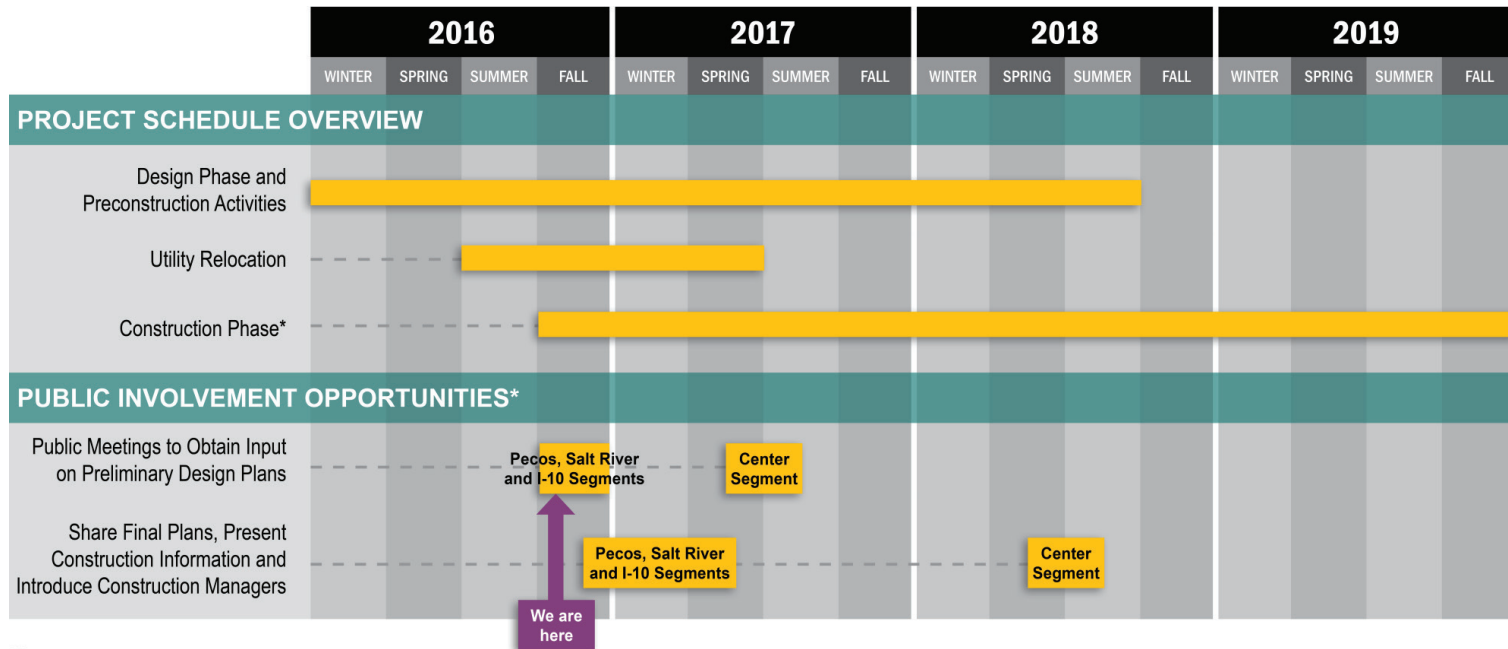 2016 2017 2018 2019
WINTER SPRING SUMMER FALL WINTER SPRING SUMMER FALL WINTER SPRING SUMMER FALL WINTER SPRING SUMMER FALL
PROJECT SCHEDULE OVERVIEW
Design Phase and
Preconstruction Activities
Utility Relocation
Construction Phase*
PUBLIC INVOLVEMENT OPPORTUNITIES*
Public Meetings to Obtain Input
on Preliminary Design Plans
Pecos, Salt River
and I-10 Segments
Center
Segment
Share Final Plans, Present
Construction Information and
Introduce Construction Managers
Pecos, Salt River
and I-10 Segments
Center
Segment
We are
here